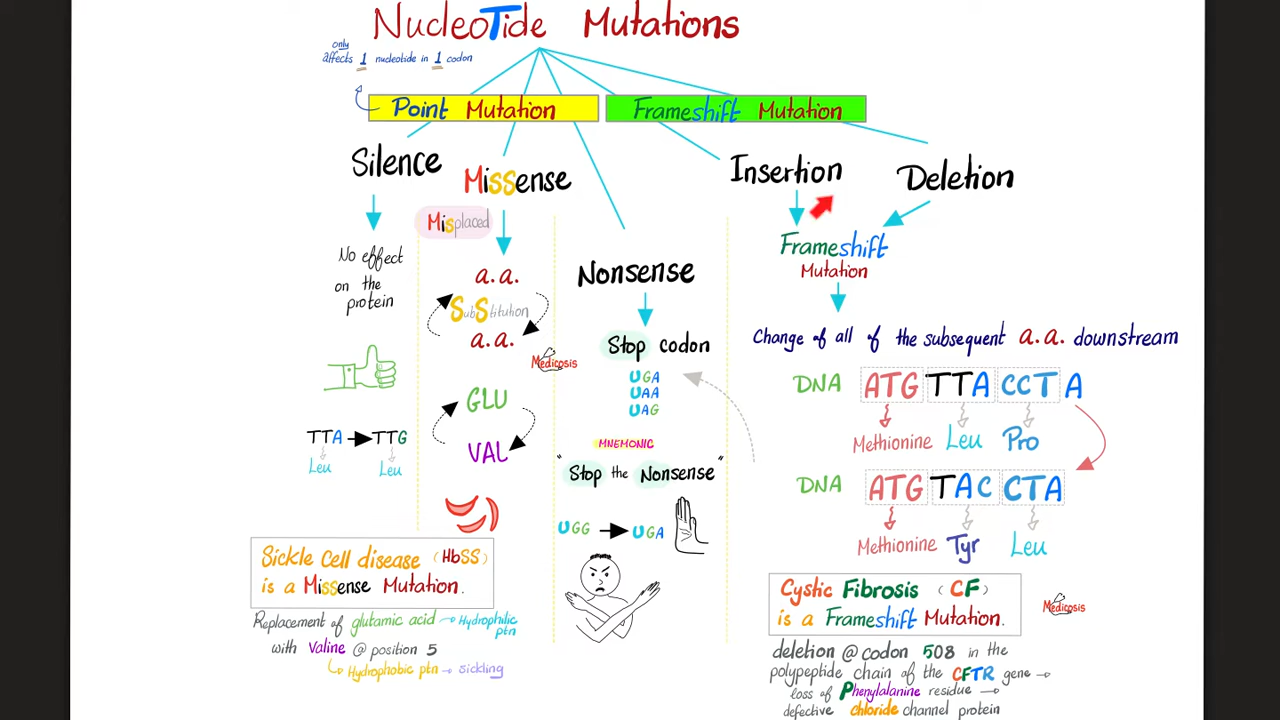 NucleoTide Mutations
only
affects 1 nucleotide in 1 codon
Point Mutation
Frameshift Mutation
Silence
No effect
on the
protein
TTA TTG
Leu Leu
Missense
Misplaced
a.a.
SubStitution
a.a.
Medicosis
GLU
VAL
Sickle Cell disease (HbSS)
is a Missense Mutation.
Replacement of glutamic acid Hydrophilic
ptn
with Valine @ position 5
Hydrophobic ptn sickling
Nonsense
Stop codon
UGA
UAA
UAG
MNEMONIC
"Stop the Nonsense"
UGG UGA
Insertion
Deletion
Frameshift
Mutation
Change of all of the subsequent a.a. downstream
DNA ATG TTA CCT A
Methionine Leu Pro
DNA ATG TAC CTA
Methionine Tyr Leu
Cystic Fibrosis (CF)
is a Frameshift Mutation.
Medicosis
deletion @ codon 508 in the
polypeptide chain of the CFTR gene
loss of Phenylalanine residue
defective chloride channel protein